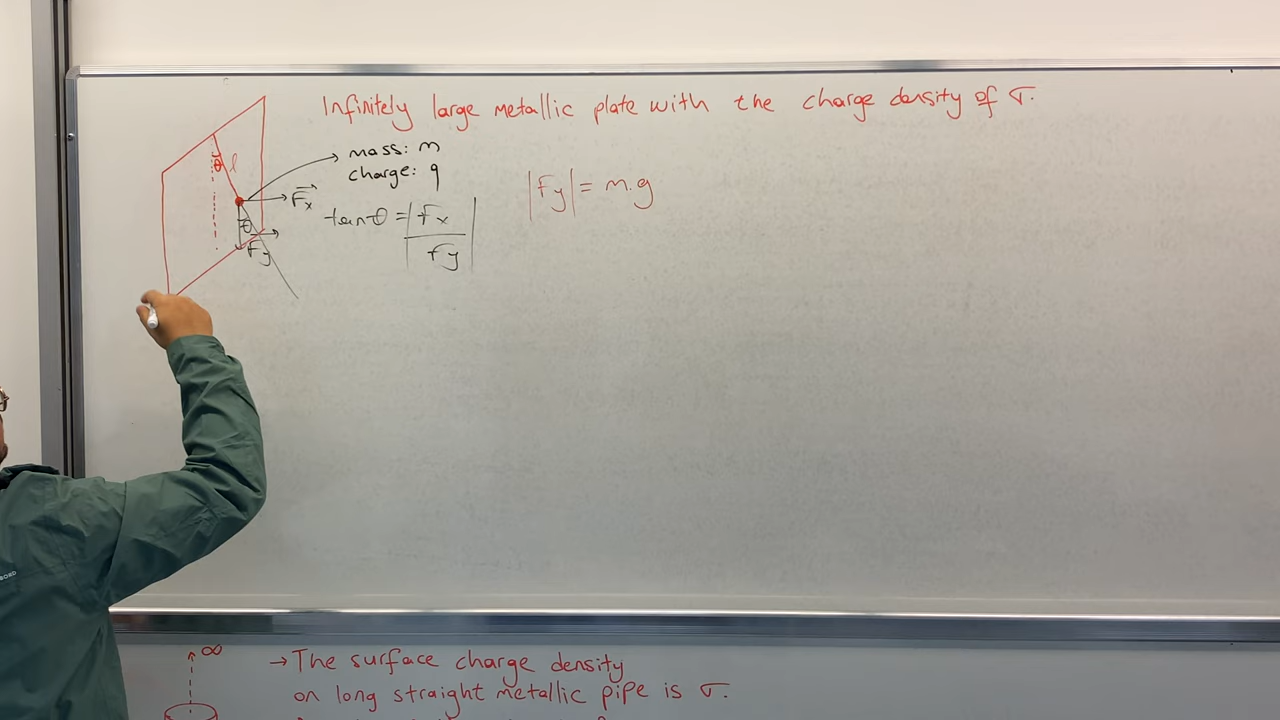 Infinitely large metallic plate with the charge density of σ.
θ l
mass: m
charge: q
F⃗x
θ
Fy
tanθ = |Fx / Fy|
|Fy| = m.g
∞
→ The surface charge density
on long straight metallic pipe is σ.